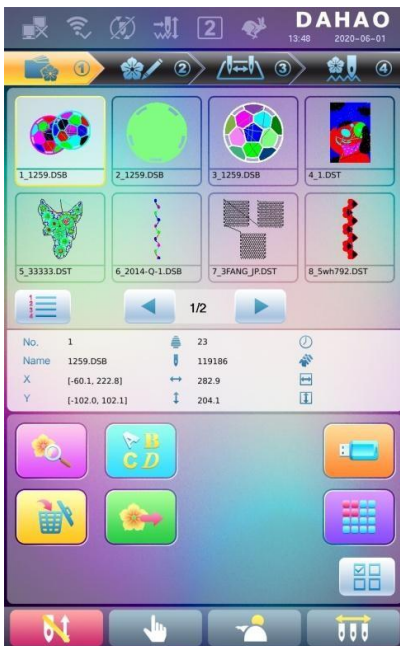 DAHAO
2
13:48 2020-06-01
1
2
3
4
1_1259.DSB
2_1259.DSB
3_1259.DSB
4_1.DST
5_33333.DST
6_2014-Q-1.DSB
7_3FANG_JP.DST
8_5wh792.DST
1/2
No. 1 23
Name 1259.DSB 119186
X [-60.1, 222.8] 282.9
Y [-102.0, 102.1] 204.1
A B
C D